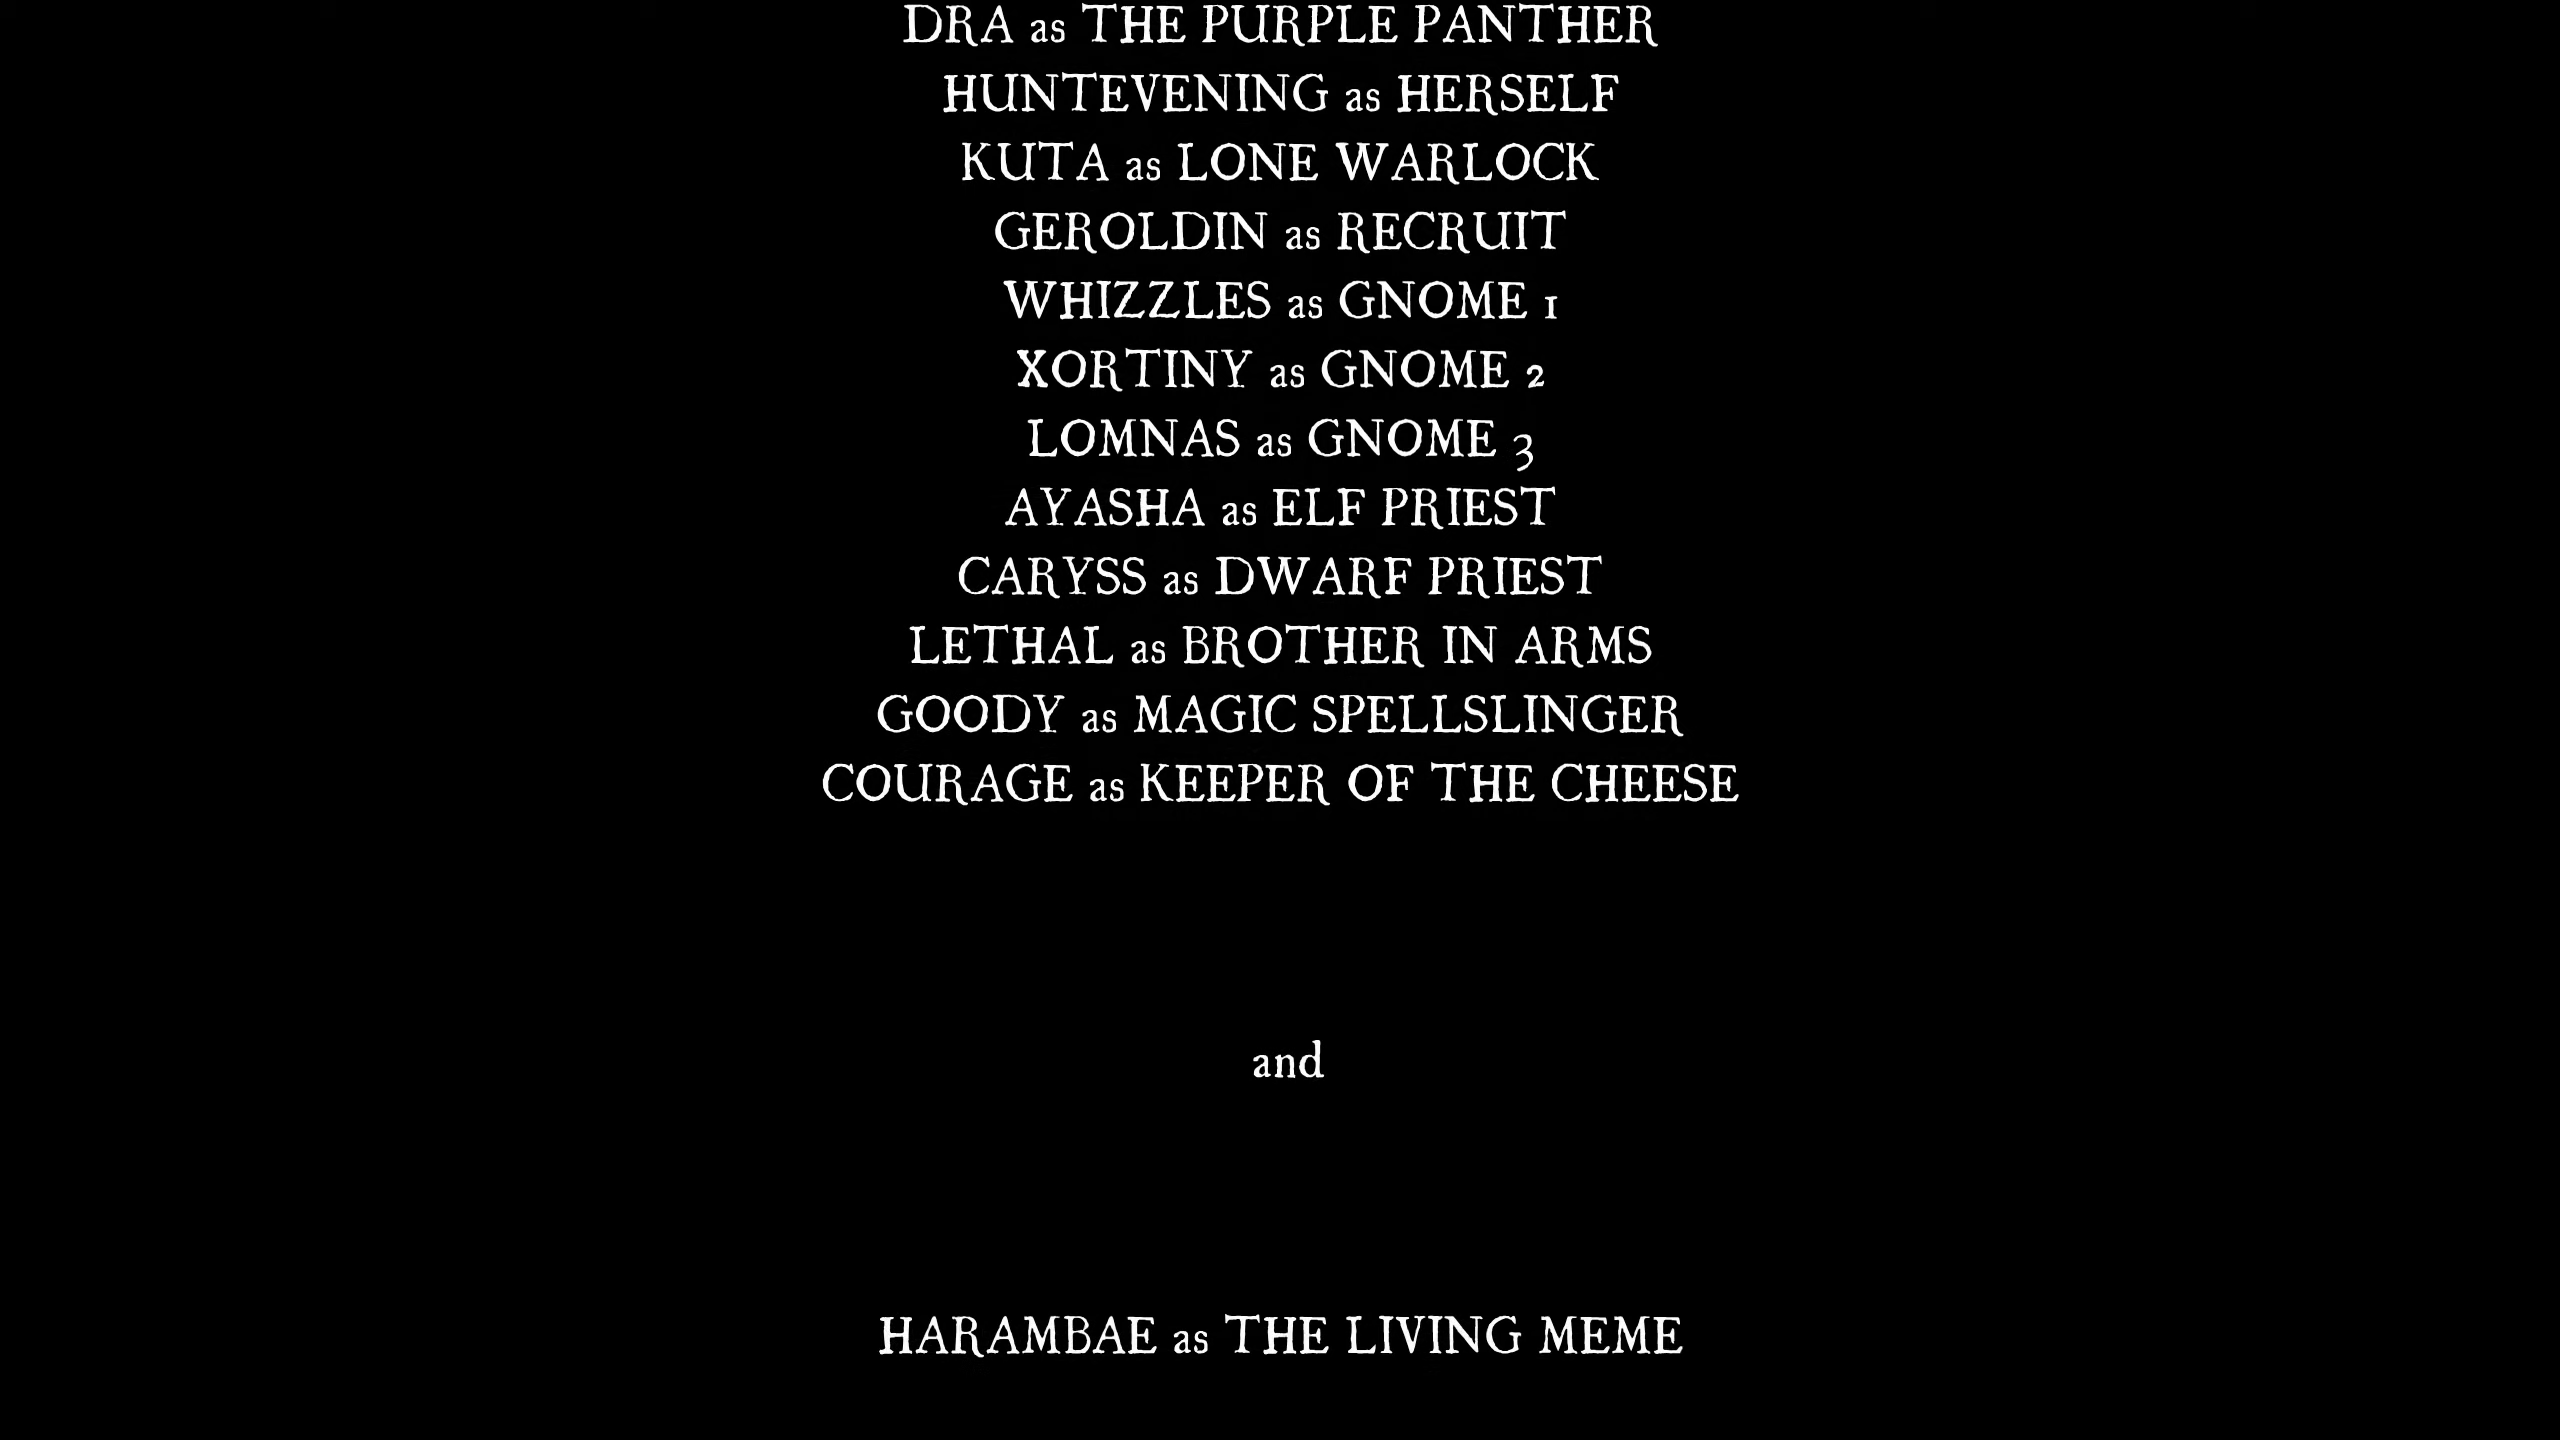 DRA as THE PURPLE PANTHER
HUNTEVENING as HERSELF
KUTA as LONE WARLOCK
GEROLDIN as RECRUIT
WHIZZLES as GNOME 1
XORTINY as GNOME 2
LOMNAS as GNOME 3
AYASHA as ELF PRIEST
CARYSS as DWARF PRIEST
LETHAL as BROTHER IN ARMS
GOODY as MAGIC SPELLSLINGER
COURAGE as KEEPER OF THE CHEESE
and
HARAMBAE as THE LIVING MEME